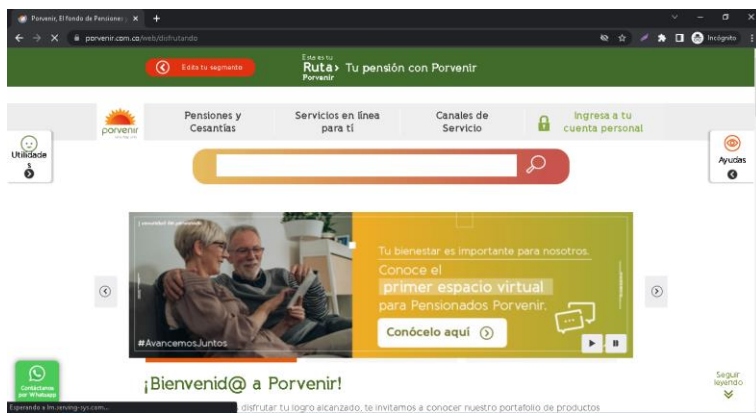 Porvenir, El fondo de Pensiones
porvenir.com.co/web/disfrutando
Incógnito
Edita tu segmento
Esta es tu
Ruta>
Porvenir
Tu pensión con Porvenir
porvenir
Pensiones y
Cesantías
Servicios en línea
para tí
Canales de
Servicio
Ingresa a tu
cuenta personal
Utilidade
s
Ayudas
Tu bienestar es importante para nosotros.
Conoce el
primer espacio virtual
para Pensionados Porvenir.
Conócelo aquí
#AvancemosJuntos
Contáctanos
por Whatsapp
¡Bienvenid@ a Porvenir!
Seguir
leyendo
Esperando a lm.serving-sys.com...
disfrutar tu logro alcanzado, te invitamos a conocer nuestro portafolio de productos